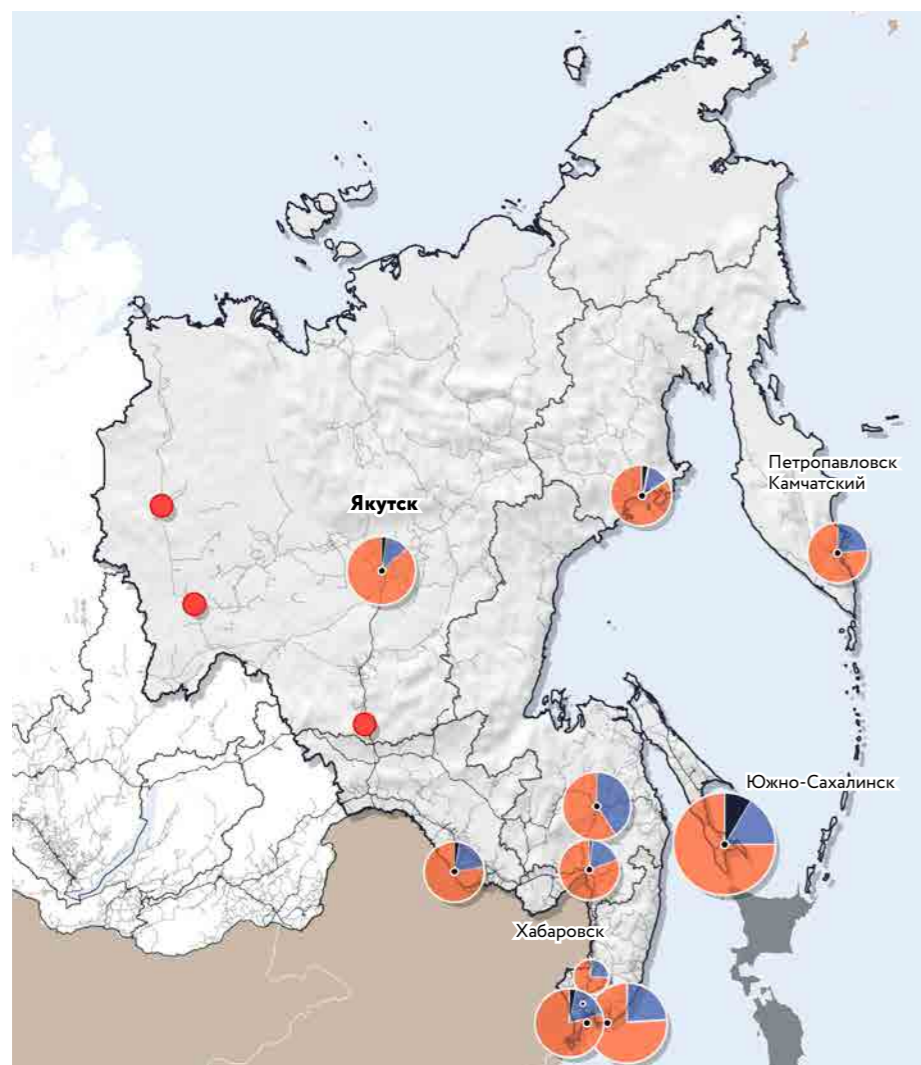 Петропавловск
Камчатский
Якутск
Южно-Сахалинск
Хабаровск